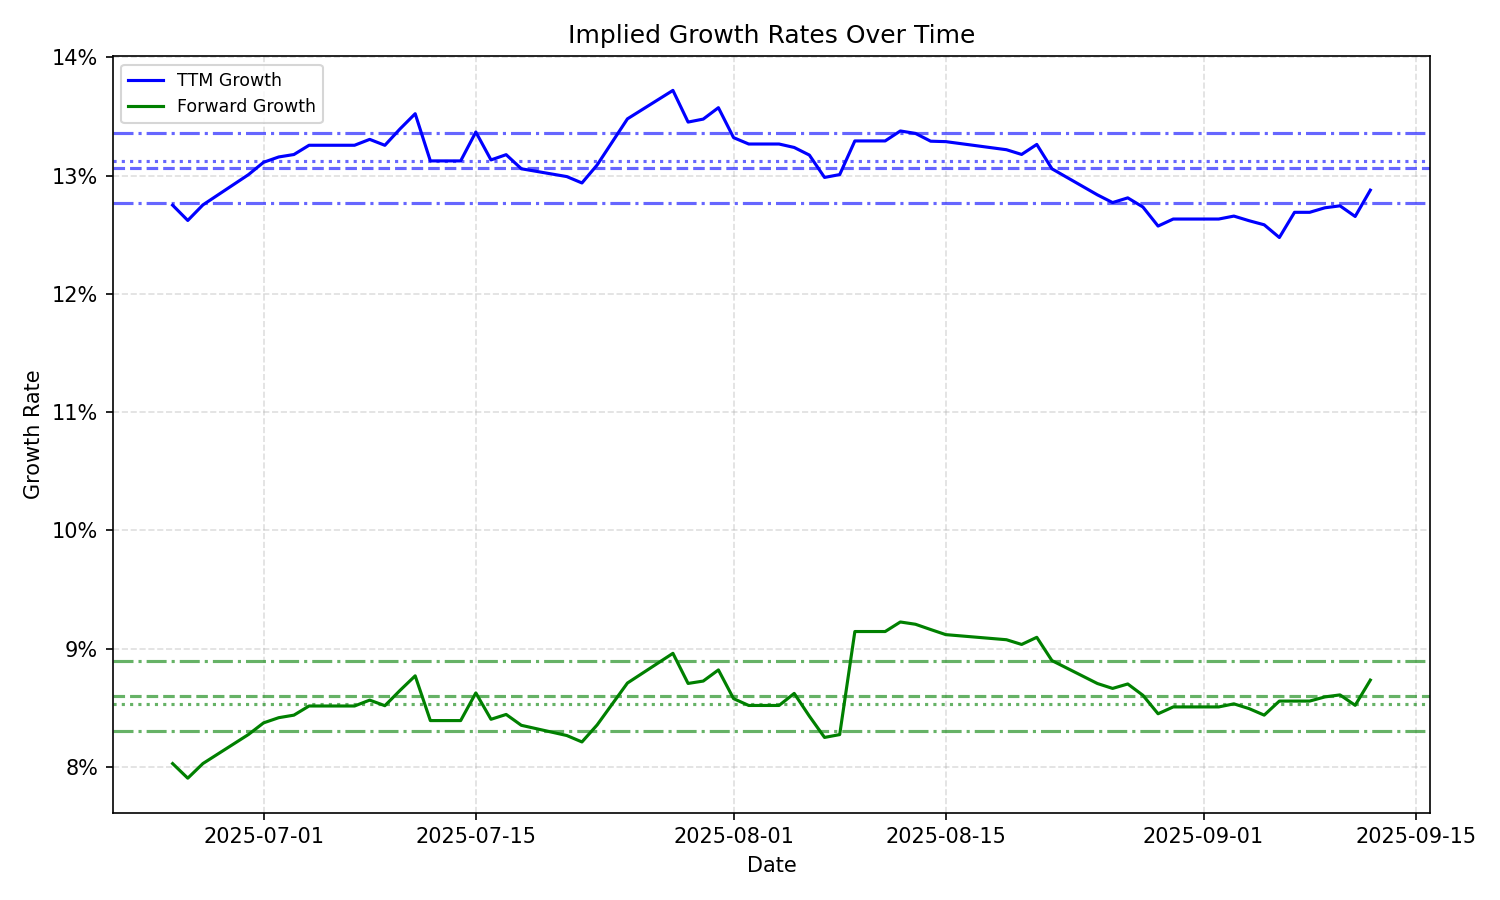 Implied Growth Rates Over Time
TTM Growth
Forward Growth
Growth Rate
14%
13%
12%
11%
10%
9%
8%
2025-07-01
2025-07-15
2025-08-01
2025-08-15
2025-09-01
2025-09-15
Date